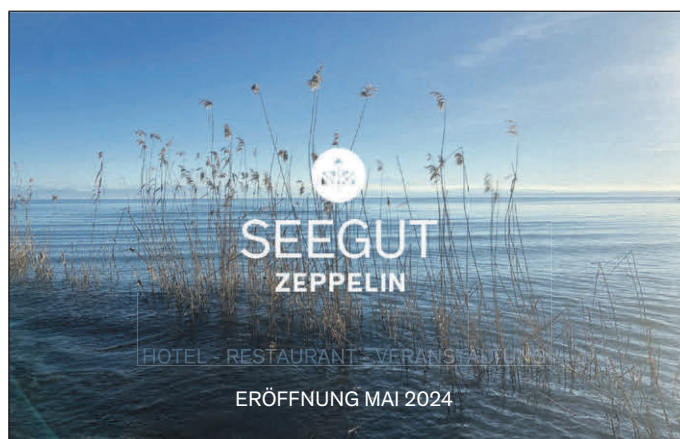 SEEGUT
ZEPPELIN
HOTEL - RESTAURANT - VERANSTALTUNG
ERÖFFNUNG MAI 2024